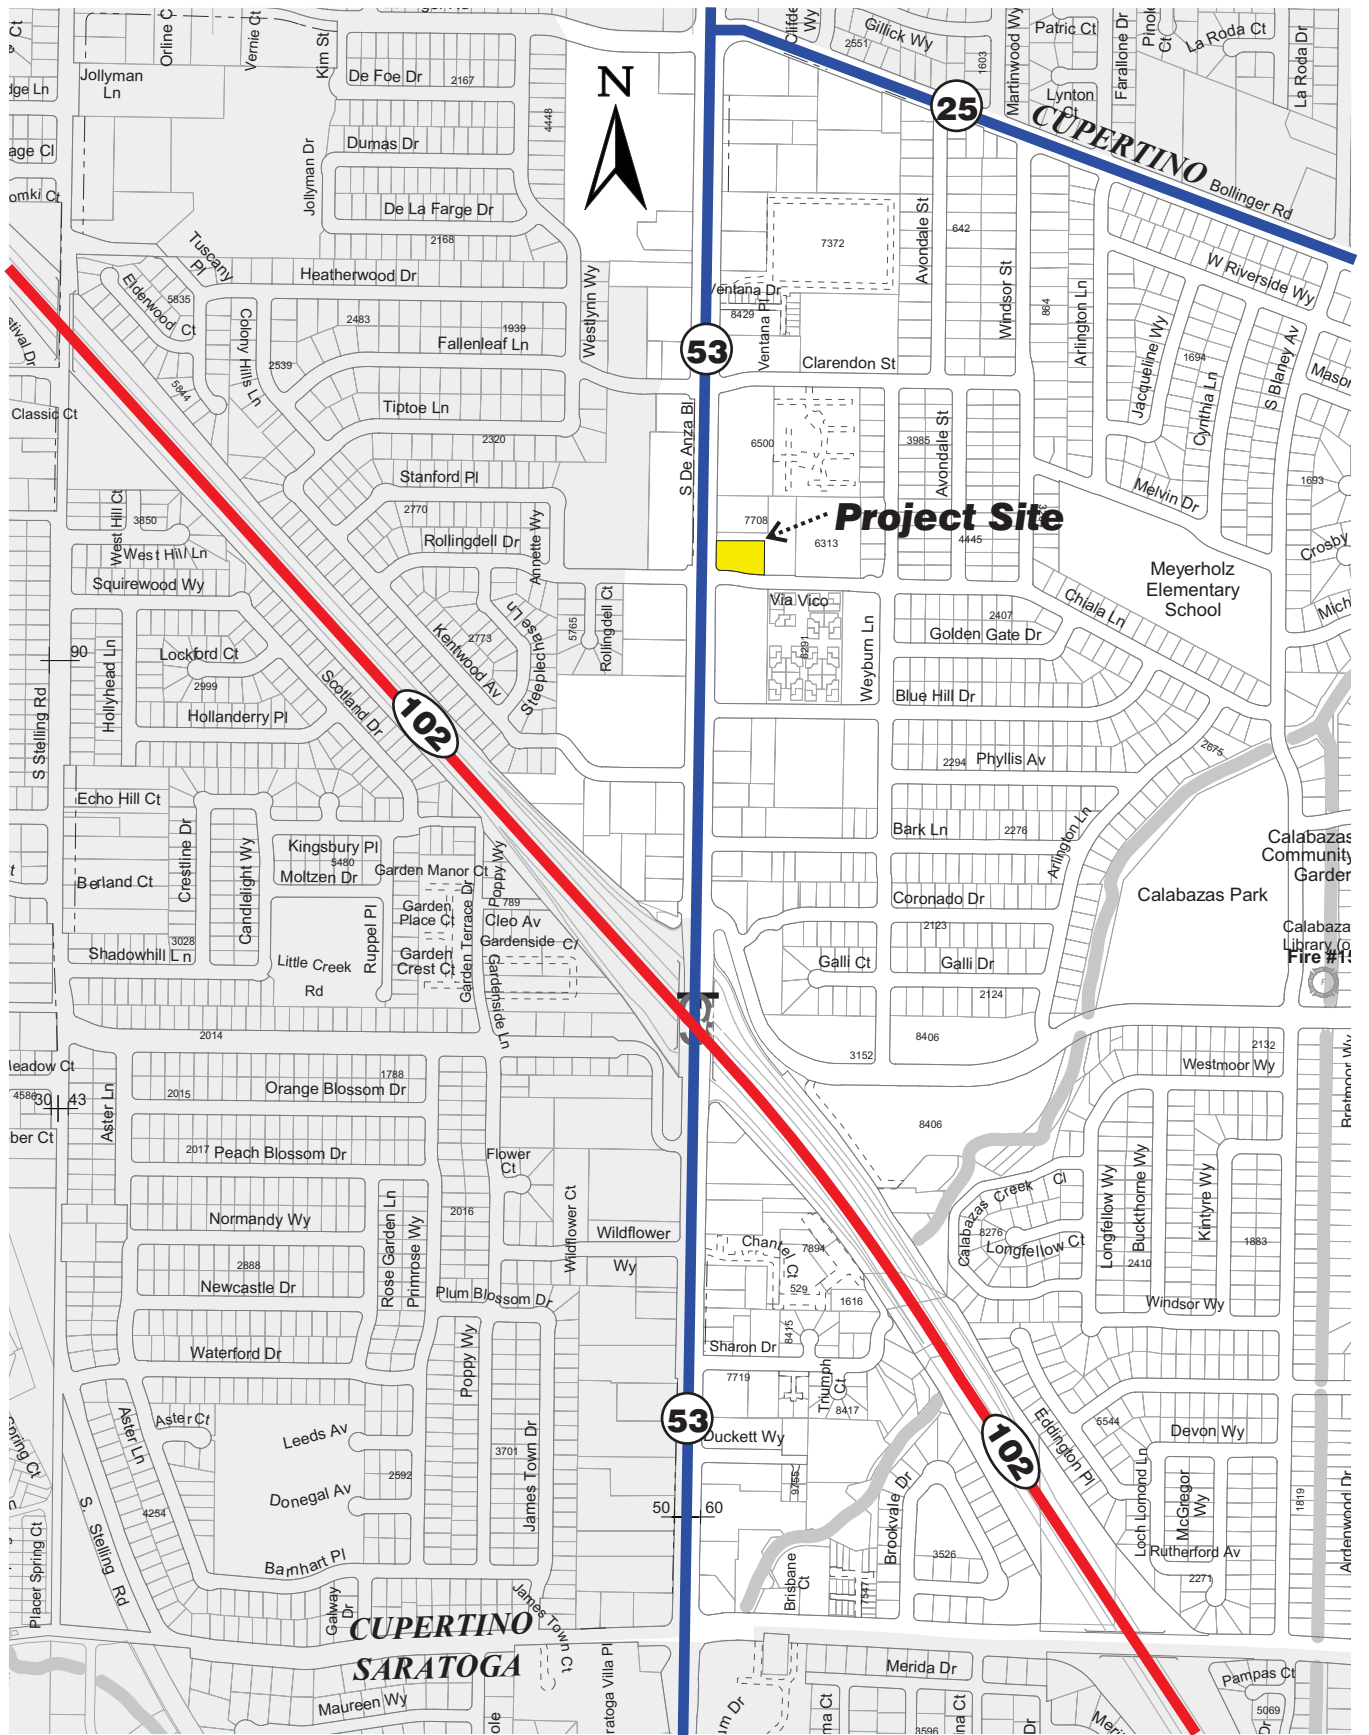 Orline C
Vernie Ct
Kim St
Jollyman
Ln
De Foe Dr
2167
4448
N
Gillick Wy
2551
1603
Martinwood Wy
Patric Ct
Farallone Dr
La Roda Ct
La Roda Dr
Lynton
Ct
25
CUPERTINO
Bollinger Rd
Dumas Dr
Jollyman Dr
De La Farge Dr
2168
Tuscany
Pl
Heatherwood Dr
Elderwood Ct
5835
Colony Hills Ln
2483
1939
Fallenleaf Ln
2539
5844
Westlynn Wy
Classic Ct
Tiptoe Ln
2320
Stanford Pl
2770
Rollingdell Dr
Annette Wy
7372
Avondale St
642
Windsor St
864
Arlington Ln
W Riverside Wy
Ventana Dr
8429
Ventana Pl
53
Clarendon St
Jacqueline Wy
1694
Cynthia Ln
S Blaney Av
S De Anza Bl
6500
3985
Avondale St
Melvin Dr
1693
7708
Project Site
6313
4445
Crosby
Meyerholz
Elementary
School
Chiala Ln
West Hill Ct
3850
West Hill Ln
Squirewood Wy
Steeplechase Ln
Kentwood Av
2773
5765
Rollingdell Ct
Via Vico
6291
Weyburn Ln
2407
Golden Gate Dr
Blue Hill Dr
90
Hollyhead Ln
Lockford Ct
2999
Hollanderry Pl
Scotland Dr
102
S Stelling Rd
2294
Phyllis Av
2675
Echo Hill Ct
Crestline Dr
Candlelight Wy
Kingsbury Pl
5480
Moltzen Dr
Garden Manor Ct
Poppy Wy
Bark Ln
2276
Arlington Ln
Berland Ct
Garden
Place Ct
789
Cleo Av
Garden Terrace Dr
Gardenside Cl
Coronado Dr
Calabazas Park
Calabazas
Community
2123
Shadowhill Ln
3028
Ruppel Pl
Little Creek
Rd
Garden
Crest Ct
Gardenside Ln
Galli Ct
Galli Dr
Fire #15
2124
2014
3152
8406
2132
Westmoor Wy
30
43
Aster Ln
2015
1788
Orange Blossom Dr
8406
2017
Peach Blossom Dr
Flower
Ct
Longfellow Wy
Buckthorne Wy
Kintyre Wy
Calabazas Creek Cl
Normandy Wy
Rose Garden Ln
Primrose Wy
2016
Wildflower Ct
Wildflower
Wy
Chantel Ct
7894
8276
Longfellow Ct
1883
2888
Newcastle Dr
Plum Blossom Dr
529
1616
2410
Windsor Wy
Waterford Dr
Poppy Wy
8415
Sharon Dr
7719
Triumph
Ct
8417
Aster Ln
Aster Ct
Leeds Av
3701
James Town Dr
53
Duckett Wy
102
Eddington Pl
5544
Devon Wy
2592
Donegal Av
4254
S Stelling Rd
50
60
9755
Brookvale Dr
Loch Lomond Ln
McGregor
Wy
1819
Ardenwood Dr
Placer Spring Ct
Barnhart Pl
Brisbane
Ct
7547
3526
Rutherford Av
2271
Galway
Dr
James Town Ct
CUPERTINO
SARATOGA
Maureen Wy
Merida Dr
Pampas Ct
5069
3596